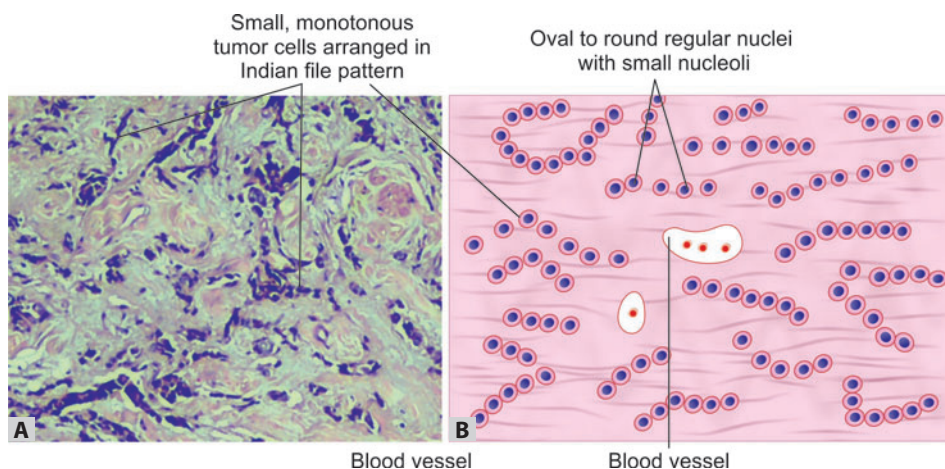 Small, monotonous
tumor cells arranged in
Indian file pattern
Oval to round regular nuclei
with small nucleoli
A
B
Blood vessel
Blood vessel